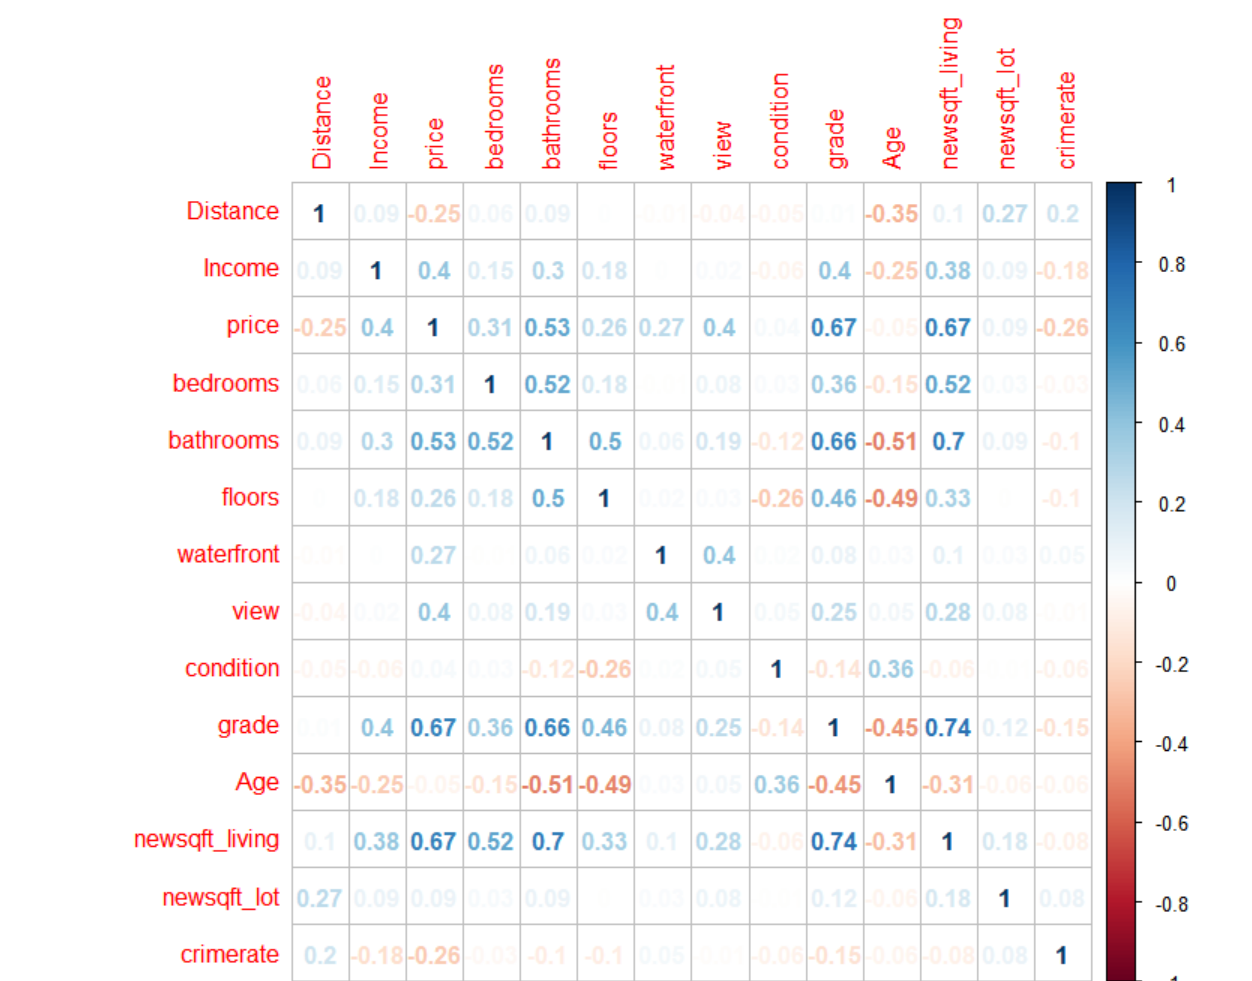 Distance Income price bedrooms bathrooms floors waterfront view condition grade Age newsqft_living newsqft_lot crimerate
Distance 1 0.09 -0.25 0.06 0.09 0.01 -0.04 -0.05 0.01 -0.35 0.1 0.27 0.2
Income 0.09 1 0.4 0.15 0.3 0.18 0.02 -0.06 0.4 -0.25 0.38 0.09 -0.18
price -0.25 0.4 1 0.31 0.53 0.26 0.27 0.4 0.04 0.67 -0.05 0.67 0.09 -0.26
bedrooms 0.06 0.15 0.31 1 0.52 0.18 0.08 0.03 0.36 -0.15 0.52 0.03 -0.03
bathrooms 0.09 0.3 0.53 0.52 1 0.5 0.06 0.19 -0.12 0.66 -0.51 0.7 0.09 -0.1
floors 0.18 0.26 0.18 0.5 1 0.02 0.03 -0.26 0.46 -0.49 0.33 -0.1
waterfront 0.01 0.27 0.06 0.02 1 0.4 0.02 0.08 0.03 0.1 0.03 0.05
view -0.04 0.02 0.4 0.08 0.19 0.03 0.4 1 0.05 0.25 0.05 0.28 0.08 -0.01
condition -0.05 -0.06 0.04 0.03 -0.12 -0.26 0.02 0.05 1 -0.14 0.36 -0.06 -0.06
grade 0.01 0.4 0.67 0.36 0.66 0.46 0.08 0.25 -0.14 1 -0.45 0.74 0.12 -0.15
Age -0.35 -0.25 -0.05 -0.15 -0.51 -0.49 0.03 0.05 0.36 -0.45 1 -0.31 -0.06 -0.06
newsqft_living 0.1 0.38 0.67 0.52 0.7 0.33 0.1 0.28 -0.06 0.74 -0.31 1 0.18 -0.08
newsqft_lot 0.27 0.09 0.09 0.03 0.09 0.03 0.08 0.12 -0.06 0.18 1 0.08
crimerate 0.2 -0.18 -0.26 -0.03 -0.1 -0.1 0.05 -0.01 -0.06 -0.15 -0.06 -0.08 0.08 1
1
0.8
0.6
0.4
0.2
0
-0.2
-0.4
-0.6
-0.8